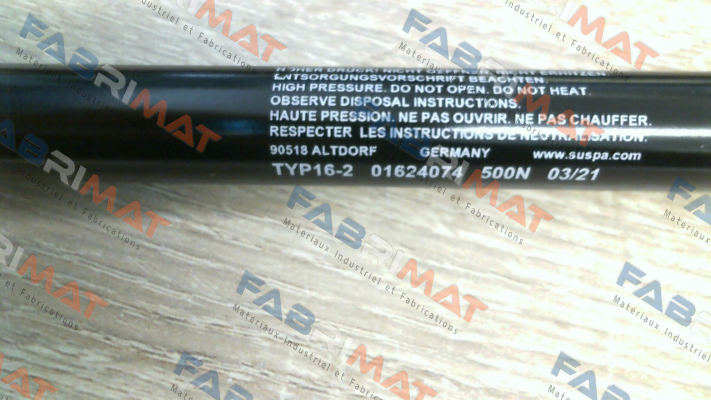 ENTSORGUNGSVORSCHRIFT BEACHTEN
HIGH PRESSURE. DO NOT OPEN. DO NOT HEAT.
OBSERVE DISPOSAL INSTRUCTIONS.
HAUTE PRESSION. NE PAS OUVRIR. NE PAS CHAUFFER.
RESPECTER LES INSTRUCTIONS DE NEUTRALISATION.
90518 ALTDORF GERMANY www.suspa.com
TYP16-2 01624074 500N 03/21
FABRIMAT
Matériaux Industriel et Fabrications